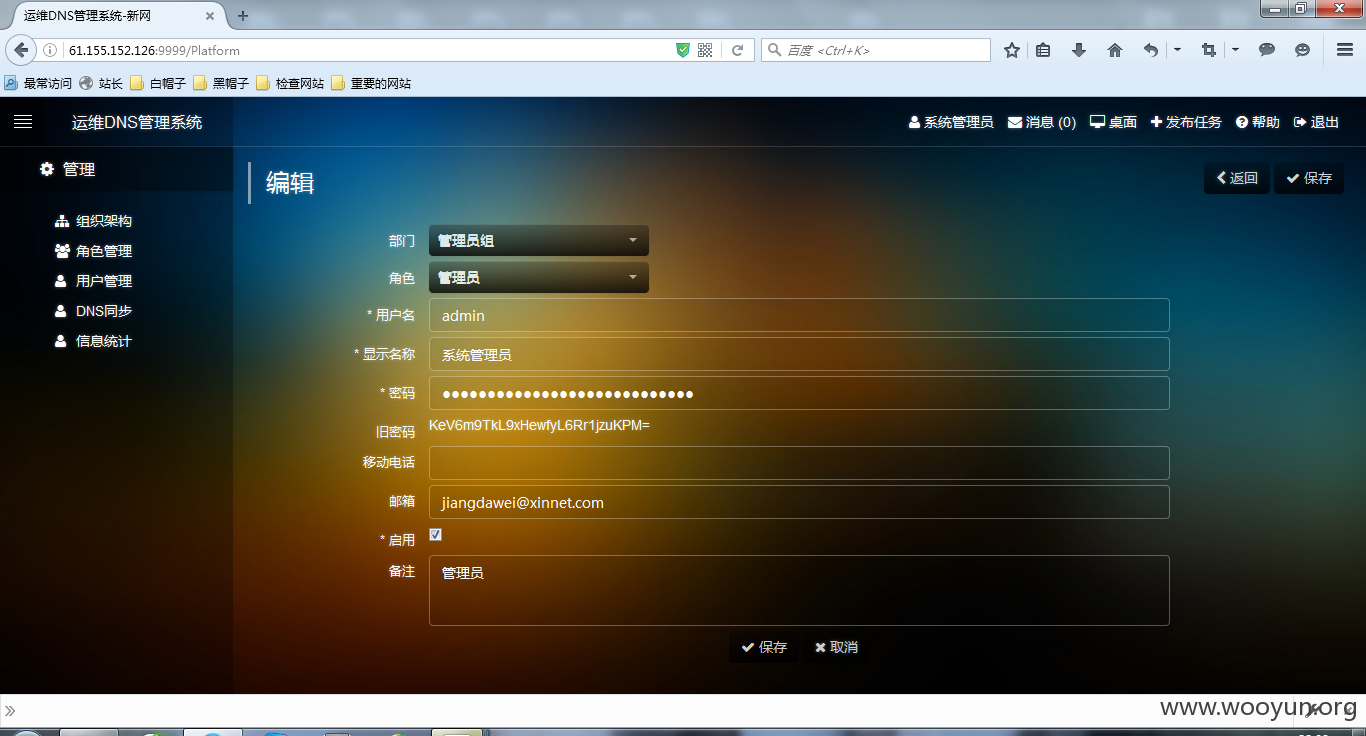 运维DNS管理系统-新网
61.155.152.126:9999/Platform
百度 <Ctrl+K>
最常访问 站长 白帽子 黑帽子 检查网站 重要的网站
运维DNS管理系统
系统管理员 消息 (0) 桌面 发布任务 帮助 退出
管理
组织架构
角色管理
用户管理
DNS同步
信息统计
编辑
返回 保存
部门 管理员组
角色 管理员
* 用户名 admin
* 显示名称 系统管理员
* 密码 ●●●●●●●●●●●●●●●●●●●●●●●●●●●●
旧密码 KeV6m9TkL9xHewfyL6Rr1jzuKPM=
移动电话
邮箱 jiangdawei@xinnet.com
* 启用
备注 管理员
保存 取消
www.wooyun.org